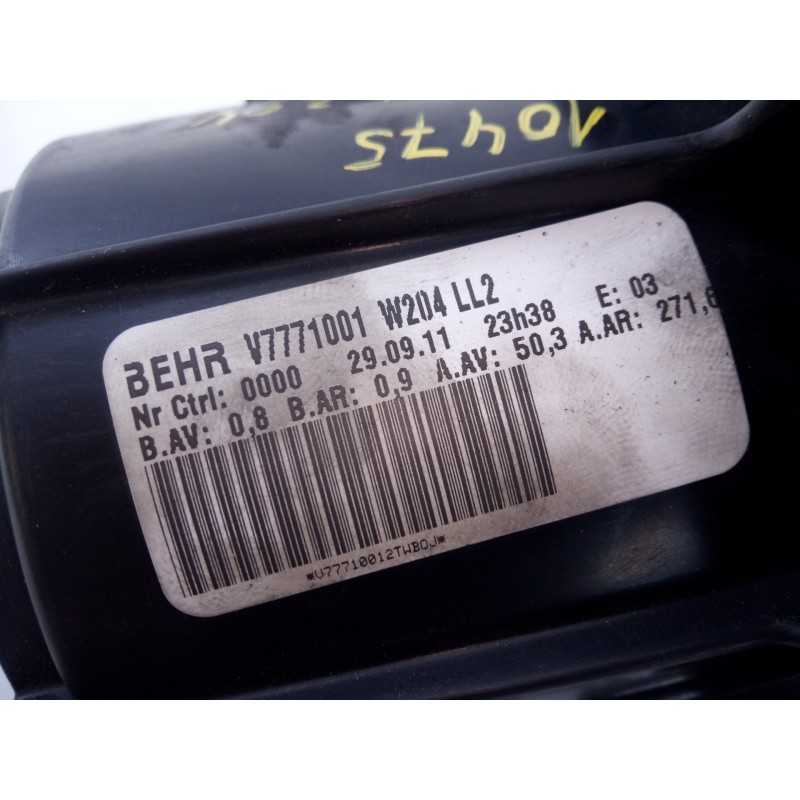 10475
BEHR V7771001 W204 LL2
Nr Ctrl: 0000 29.09.11 23h38 E: 03
B.AV: 0,8 B.AR: 0,9 A.AV: 50,3 A.AR: 271,6
*V77710012TWBOJ*